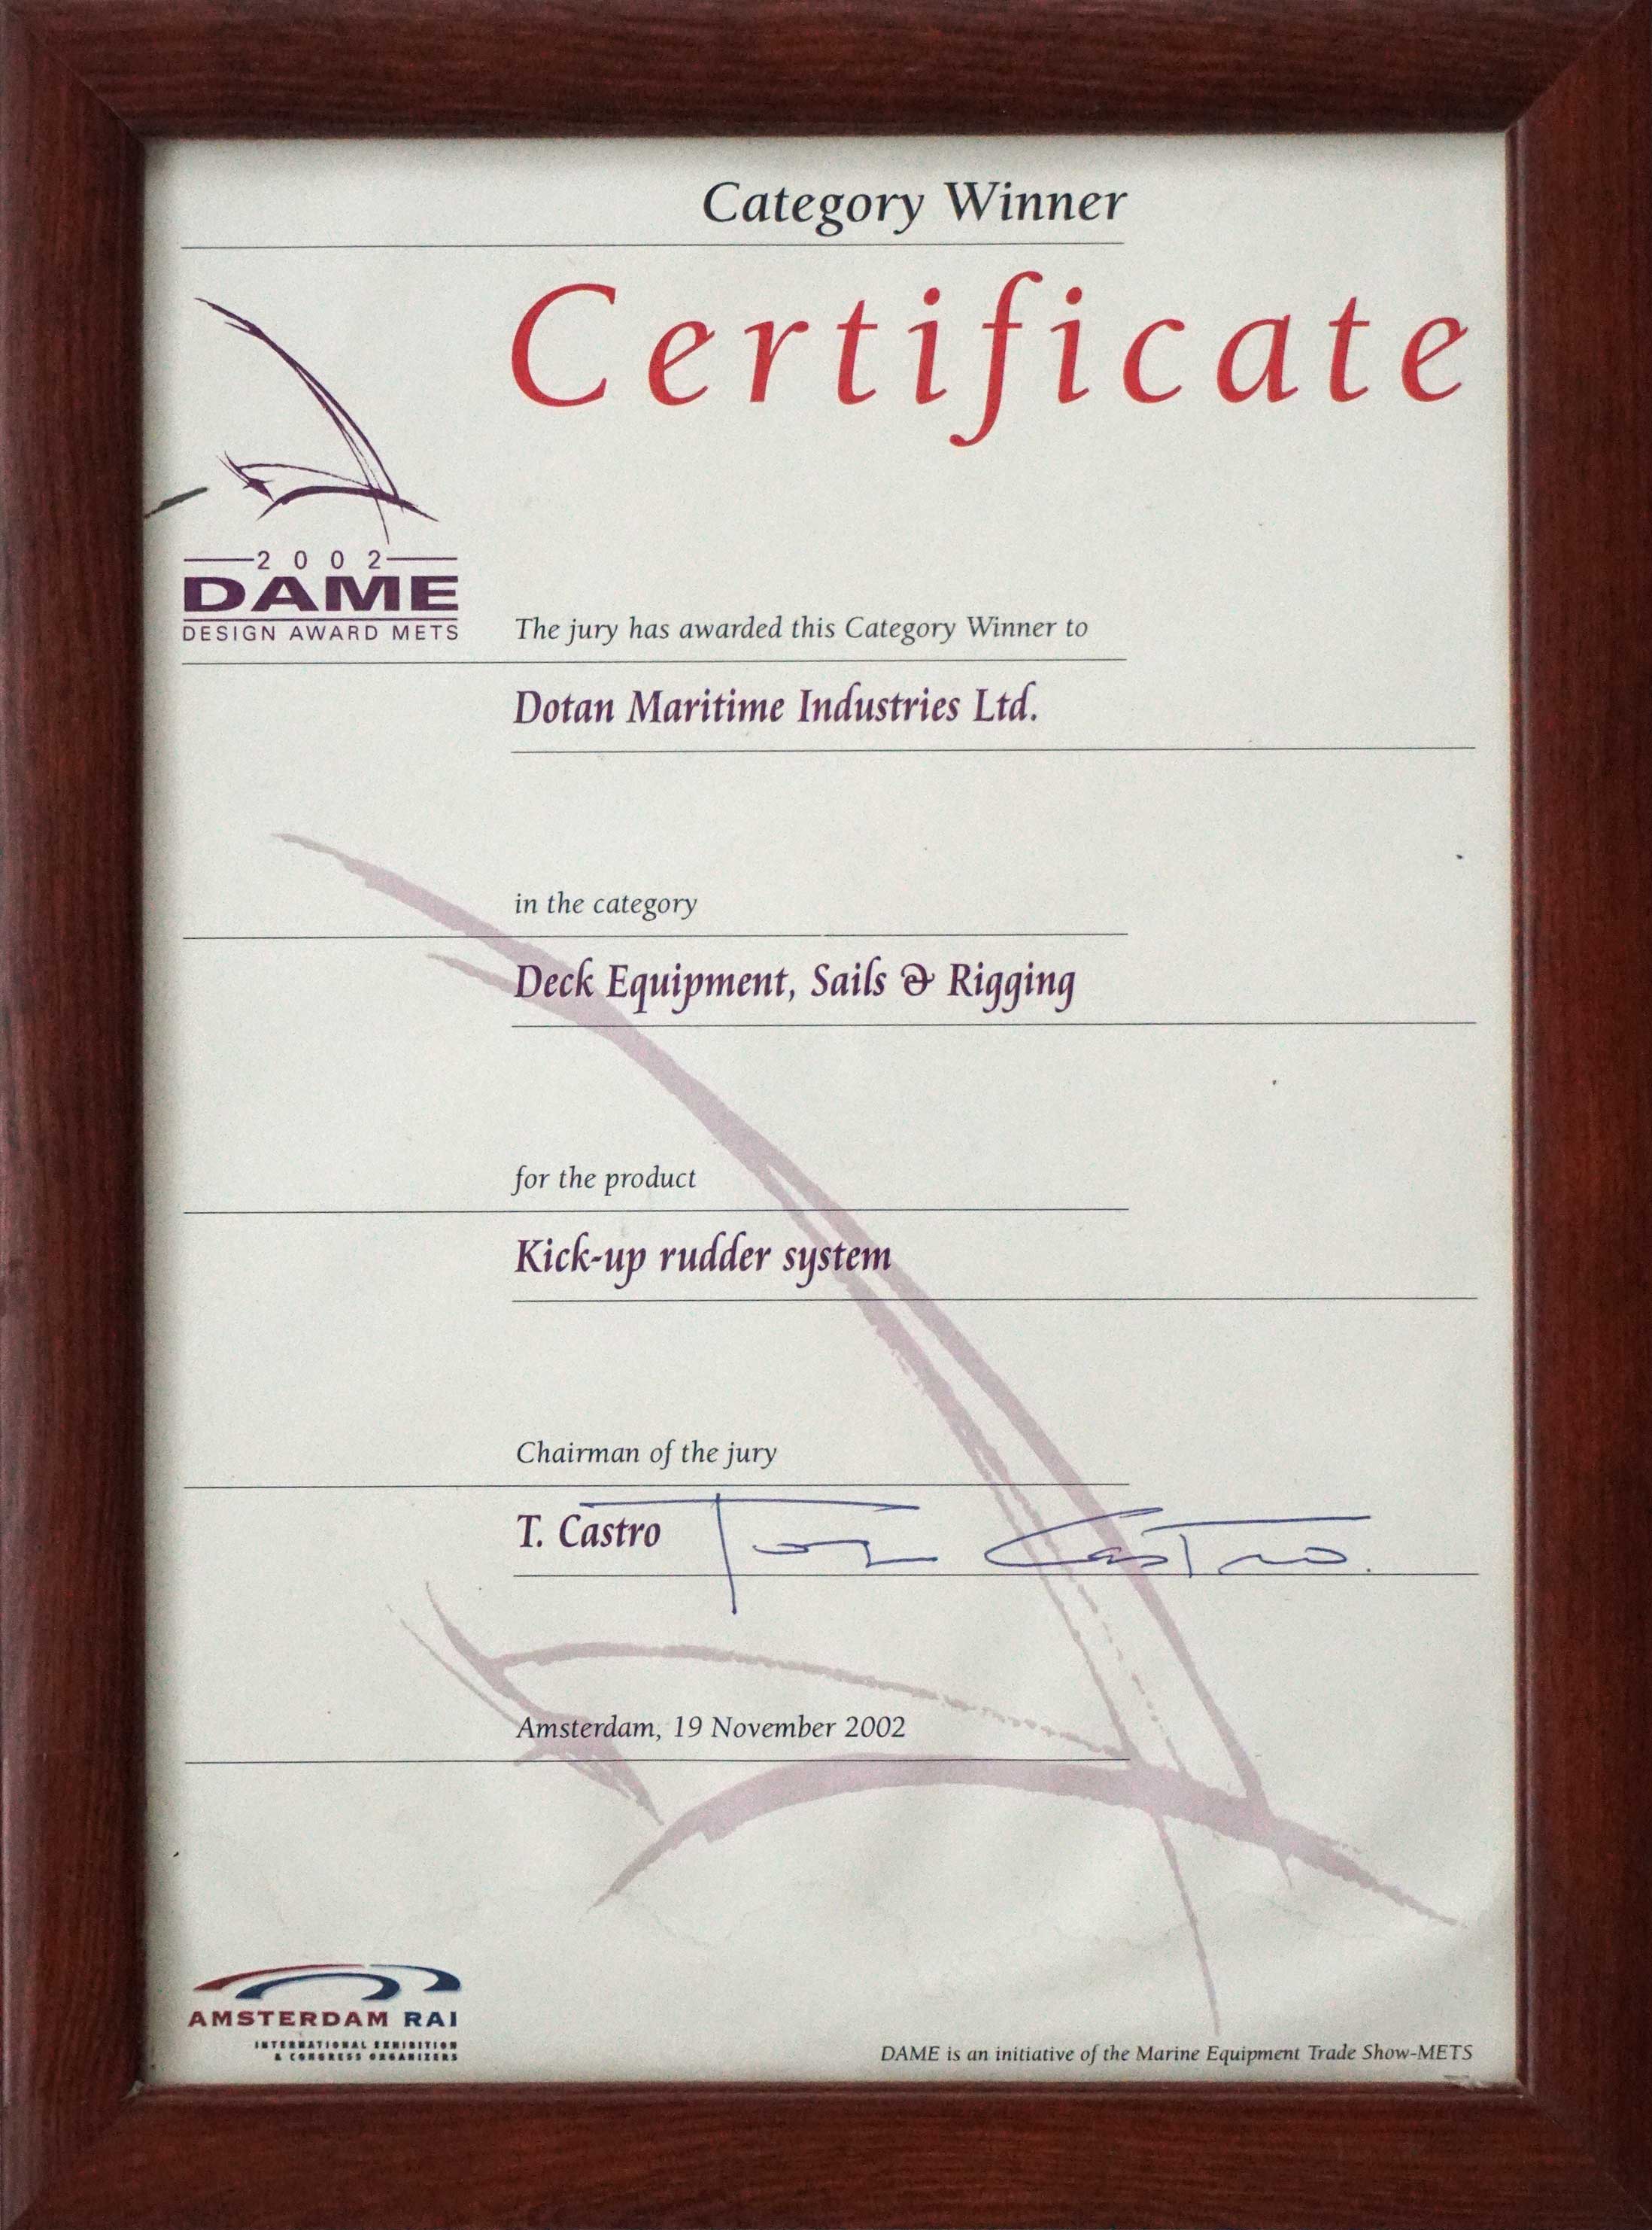 Category Winner
Certificate
2002
DAME
DESIGN AWARD METS
The jury has awarded this Category Winner to
Dotan Maritime Industries Ltd.
in the category
Deck Equipment, Sails & Rigging
for the product
Kick-up rudder system
Chairman of the jury
T. Castro Tony Castro.
Amsterdam, 19 November 2002
AMSTERDAM RAI
INTERNATIONAL EXHIBITION
& CONGRESS ORGANIZERS
DAME is an initiative of the Marine Equipment Trade Show-METS